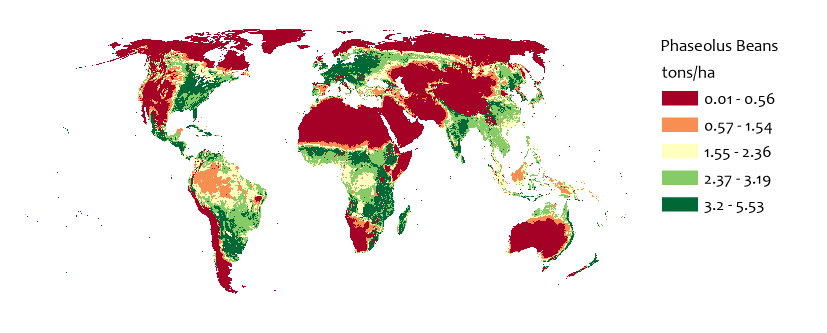 Phaseolus Beans
tons/ha
0.01 - 0.56
0.57 - 1.54
1.55 - 2.36
2.37 - 3.19
3.2 - 5.53